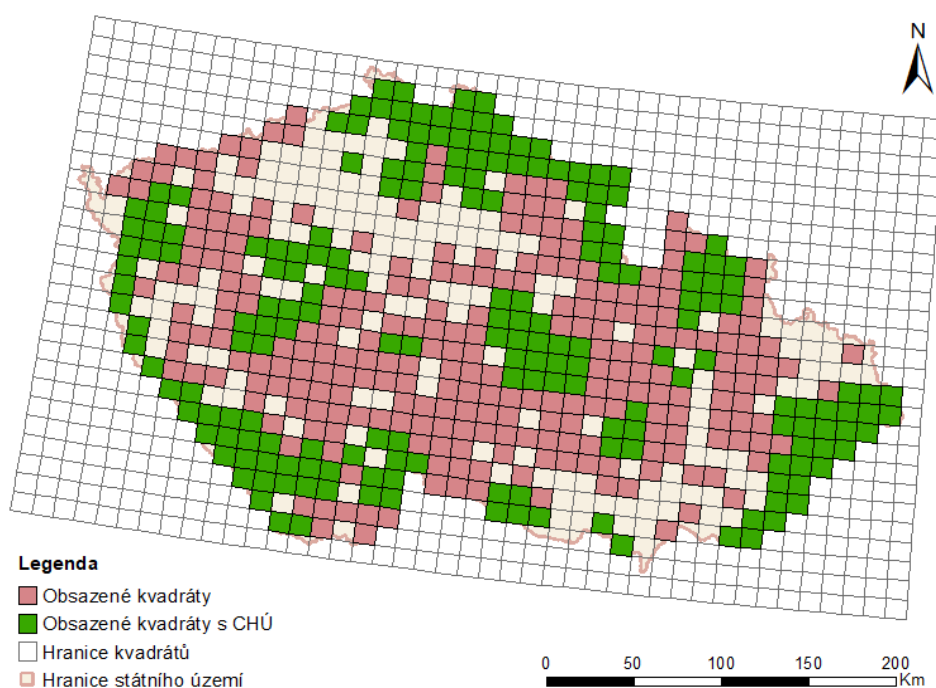 N
Legenda
Obsazené kvadráty
Obsazené kvadráty s CHÚ
Hranice kvadrátů
Hranice státního území
0 50 100 150 200
Km